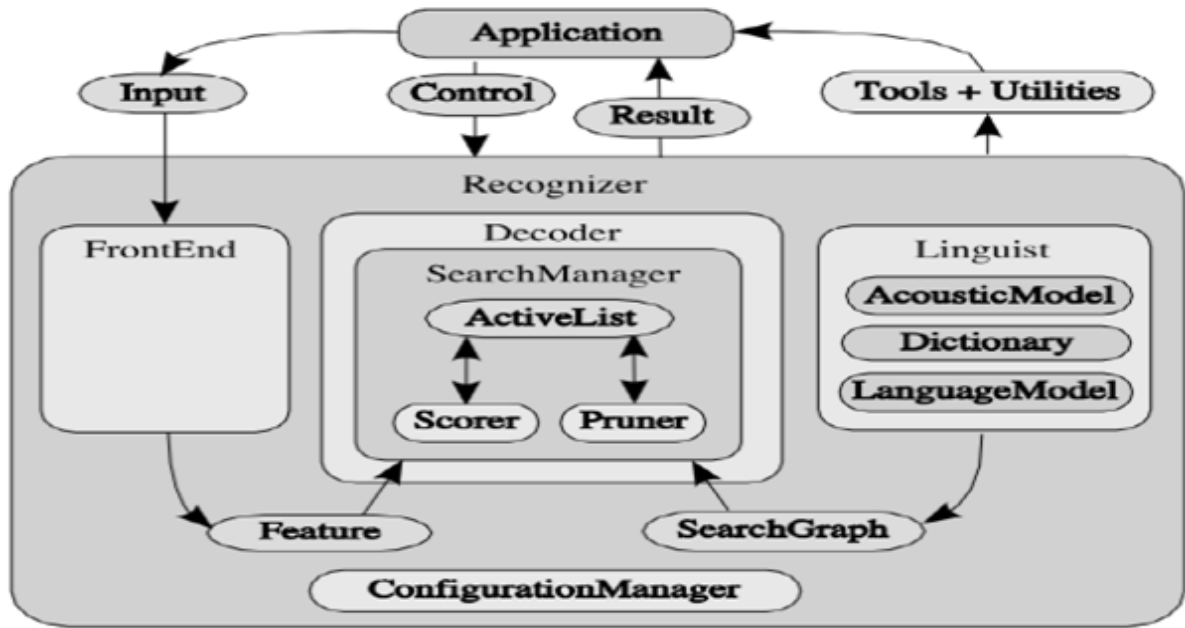 Application
Input
Control
Result
Tools + Utilities
Recognizer
FrontEnd
Decoder
SearchManager
ActiveList
Scorer
Pruner
Linguist
AcousticModel
Dictionary
LanguageModel
Feature
SearchGraph
ConfigurationManager